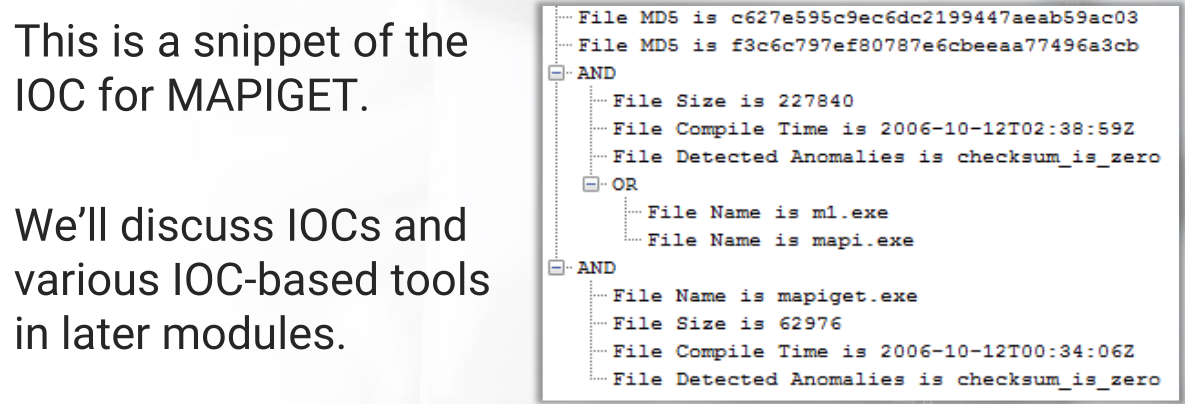 This is a snippet of the
IOC for MAPIGET.
We’ll discuss IOCs and
various IOC-based tools
in later modules.
File MD5 is c627e595c9ec6dc2199447aeab59ac03
File MD5 is f3c6c797ef80787e6cbeeaa77496a3cb
AND
File Size is 227840
File Compile Time is 2006-10-12T02:38:59Z
File Detected Anomalies is checksum_is_zero
OR
File Name is m1.exe
File Name is mapi.exe
AND
File Name is mapiget.exe
File Size is 62976
File Compile Time is 2006-10-12T00:34:06Z
File Detected Anomalies is checksum_is_zero